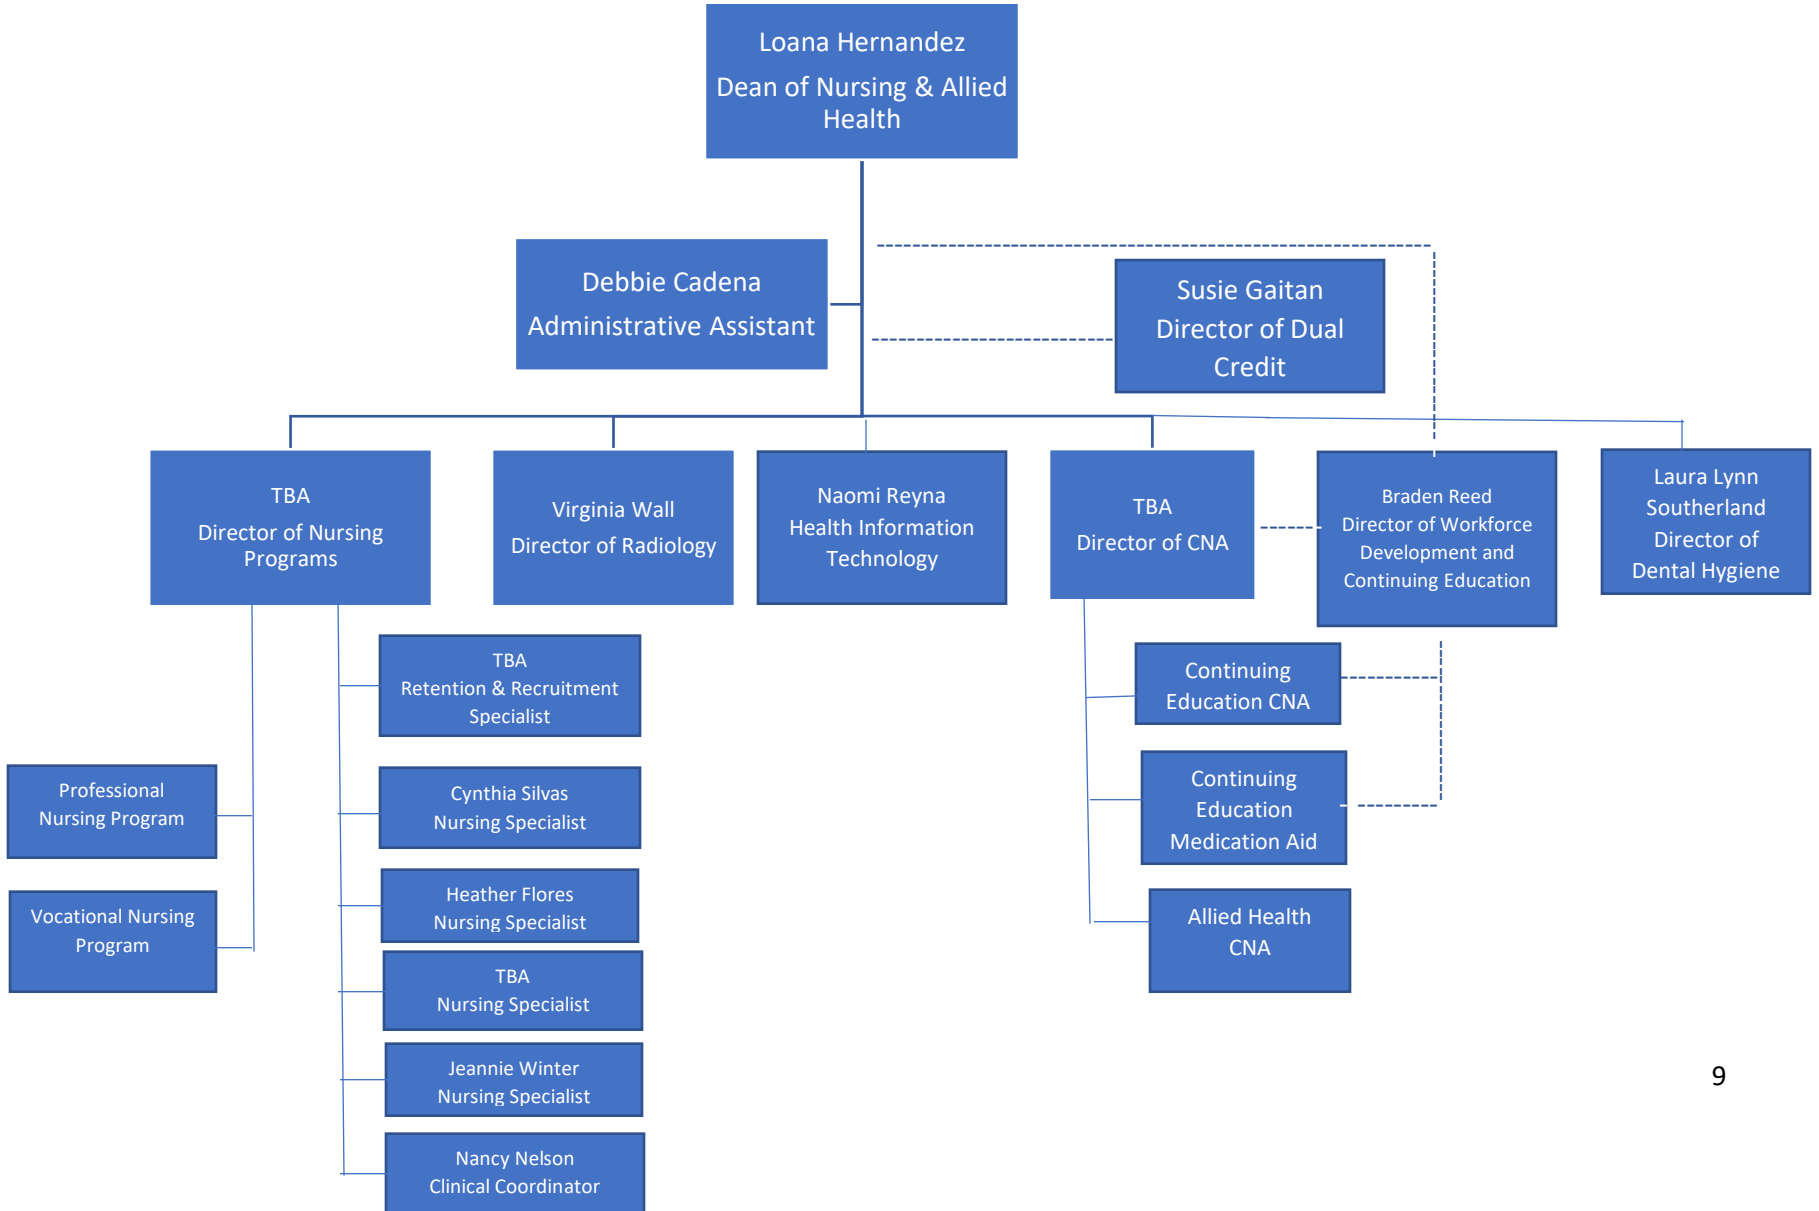 Loana Hernandez
Dean of Nursing & Allied
Health
Debbie Cadena
Administrative Assistant
Susie Gaitan
Director of Dual
Credit
TBA
Director of Nursing
Programs
Virginia Wall
Director of Radiology
Naomi Reyna
Health Information
Technology
TBA
Director of CNA
Braden Reed
Director of Workforce
Development and
Continuing Education
Laura Lynn
Southerland
Director of
Dental Hygiene
TBA
Retention & Recruitment
Specialist
Continuing
Education CNA
Professional
Nursing Program
Cynthia Silvas
Nursing Specialist
Continuing
Education
Medication Aid
Vocational Nursing
Program
Heather Flores
Nursing Specialist
Allied Health
CNA
TBA
Nursing Specialist
Jeannie Winter
Nursing Specialist
9
Nancy Nelson
Clinical Coordinator